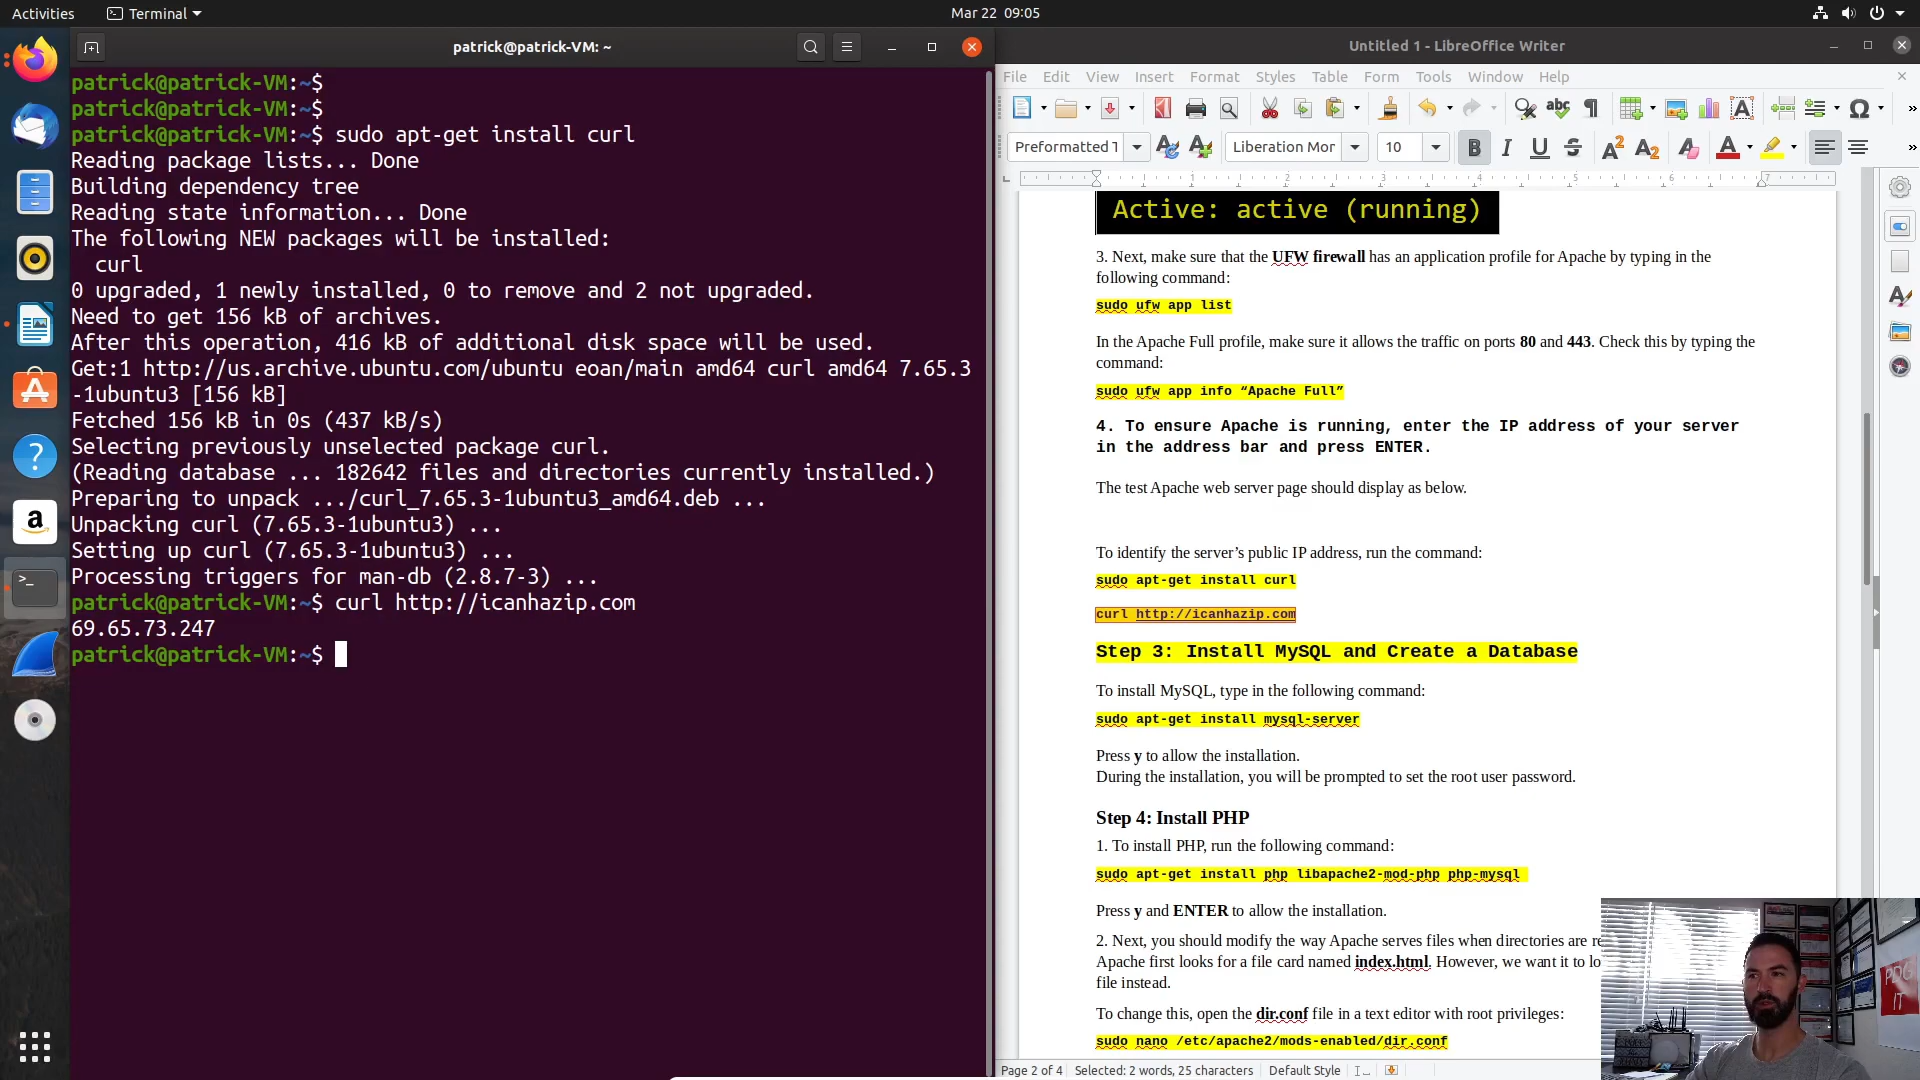 Activities
Terminal
Mar 22 09:05
patrick@patrick-VM: ~
patrick@patrick-VM:~$
patrick@patrick-VM:~$
patrick@patrick-VM:~$ sudo apt-get install curl
Reading package lists... Done
Building dependency tree
Reading state information... Done
The following NEW packages will be installed:
curl
0 upgraded, 1 newly installed, 0 to remove and 2 not upgraded.
Need to get 156 kB of archives.
After this operation, 416 kB of additional disk space will be used.
Get:1 http://us.archive.ubuntu.com/ubuntu eoan/main amd64 curl amd64 7.65.3
-1ubuntu3 [156 kB]
Fetched 156 kB in 0s (437 kB/s)
Selecting previously unselected package curl.
(Reading database ... 182642 files and directories currently installed.)
Preparing to unpack .../curl_7.65.3-1ubuntu3_amd64.deb ...
Unpacking curl (7.65.3-1ubuntu3) ...
Setting up curl (7.65.3-1ubuntu3) ...
Processing triggers for man-db (2.8.7-3) ...
patrick@patrick-VM:~$ curl http://icanhazip.com
69.65.73.247
patrick@patrick-VM:~$
Untitled 1 - LibreOffice Writer
File Edit View Insert Format Styles Table Form Tools Window Help
Preformatted T
Liberation Mor
10
1 2 3 4 5 6 7
Active: active (running)
3. Next, make sure that the UFW firewall has an application profile for Apache by typing in the
following command:
sudo ufw app list
In the Apache Full profile, make sure it allows the traffic on ports 80 and 443. Check this by typing the
command:
sudo ufw app info “Apache Full”
4. To ensure Apache is running, enter the IP address of your server
in the address bar and press ENTER.
The test Apache web server page should display as below.
To identify the server’s public IP address, run the command:
sudo apt-get install curl
curl http://icanhazip.com
Step 3: Install MySQL and Create a Database
To install MySQL, type in the following command:
sudo apt-get install mysql-server
Press y to allow the installation.
During the installation, you will be prompted to set the root user password.
Step 4: Install PHP
1. To install PHP, run the following command:
sudo apt-get install php libapache2-mod-php php-mysql
Press y and ENTER to allow the installation.
2. Next, you should modify the way Apache serves files when directories are re
Apache first looks for a file card named index.html. However, we want it to lo
file instead.
To change this, open the dir.conf file in a text editor with root privileges:
sudo nano /etc/apache2/mods-enabled/dir.conf
PDG
IT
Page 2 of 4
Selected: 2 words, 25 characters
Default Style